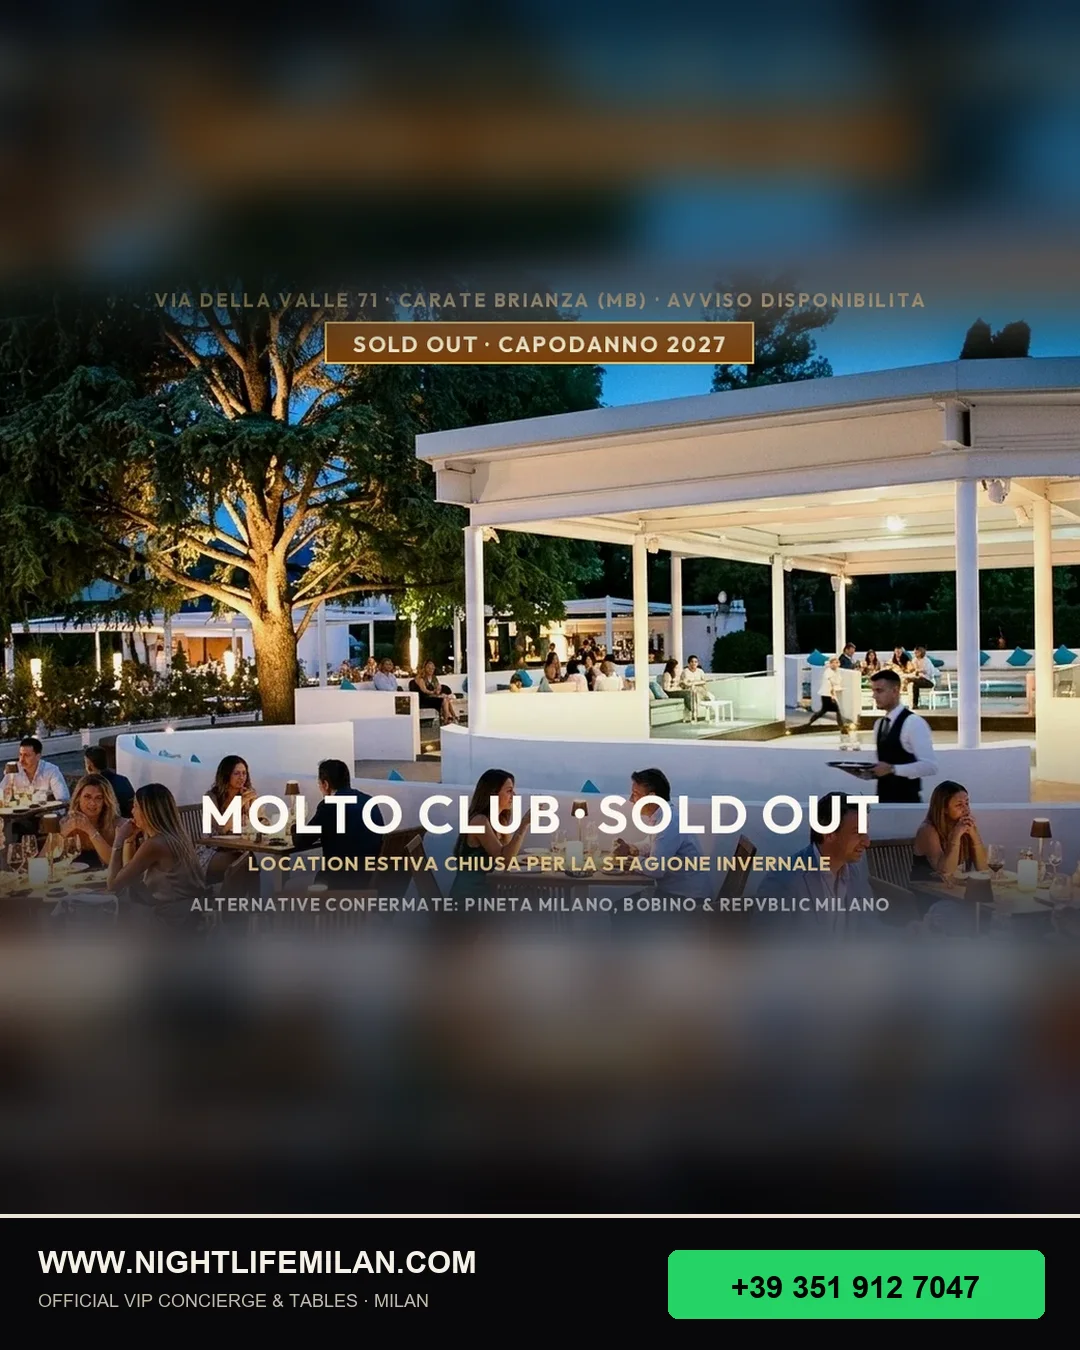 VIA DELLA VALLE 71 · CARATE BRIANZA (MB) · AVVISO DISPONIBILITA
SOLD OUT · CAPODANNO 2027
MOLTO CLUB · SOLD OUT
LOCATION ESTIVA CHIUSA PER LA STAGIONE INVERNALE
ALTERNATIVE CONFERMATE: PINETA MILANO, BOBINO & REPVBLIC MILANO
WWW.NIGHTLIFEMILAN.COM
OFFICIAL VIP CONCIERGE & TABLES · MILAN
+39 351 912 7047